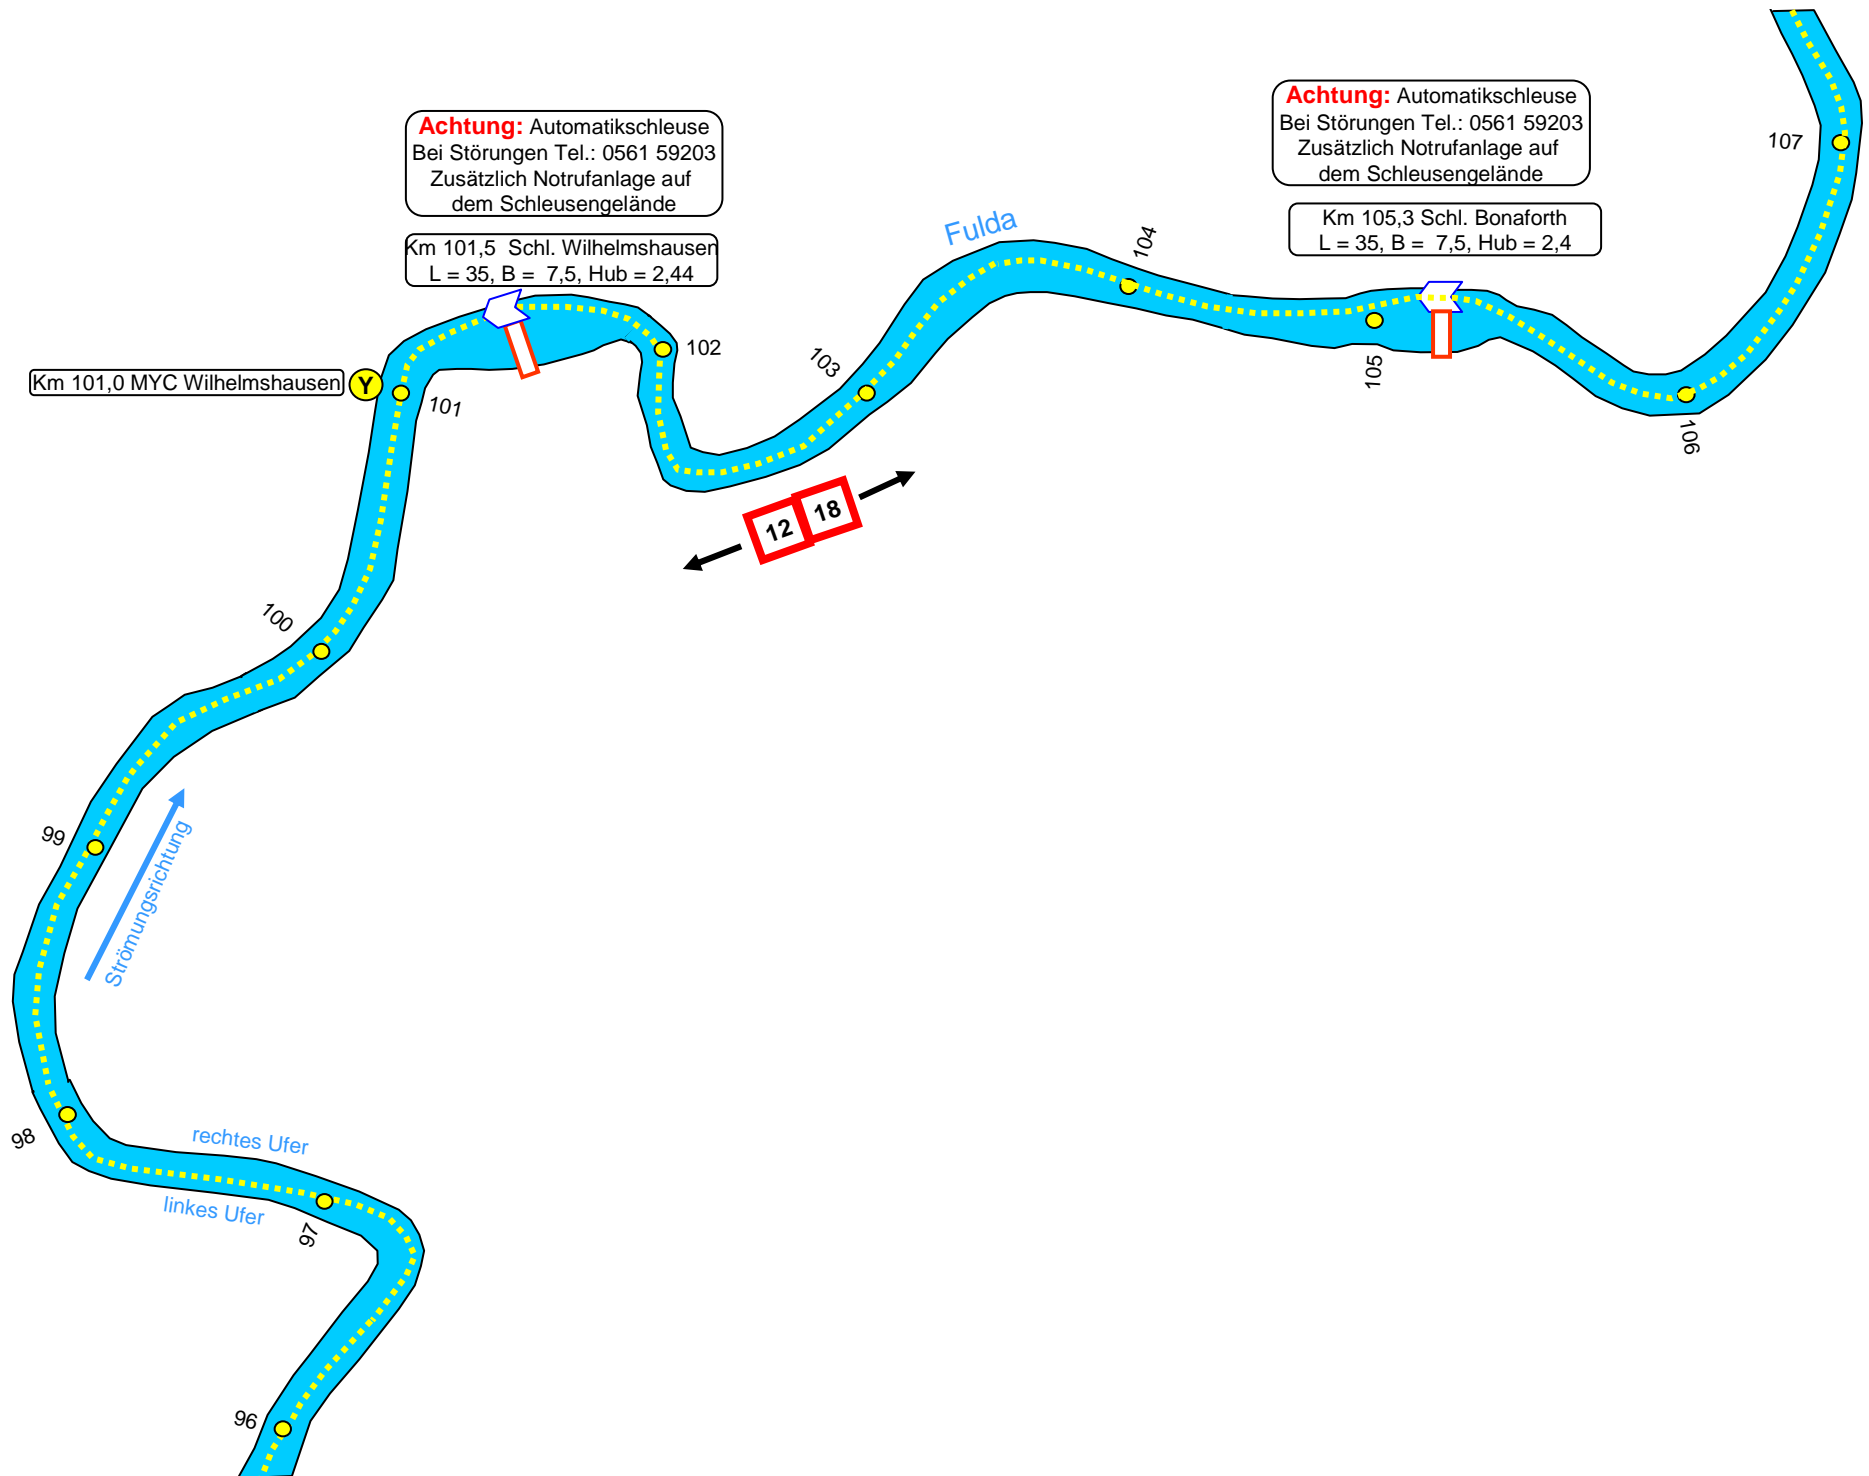 Achtung: Automatikschleuse
Bei Störungen Tel.: 0561 59203
Zusätzlich Notrufanlage auf
dem Schleusengelände
Km 101,5 Schl. Wilhelmshausen
L = 35, B = 7,5, Hub = 2,44
Achtung: Automatikschleuse
Bei Störungen Tel.: 0561 59203
Zusätzlich Notrufanlage auf
dem Schleusengelände
Km 105,3 Schl. Bonaforth
L = 35, B = 7,5, Hub = 2,4
107
Fulda
104
102
103
105
Km 101,0 MYC Wilhelmshausen
Y
101
106
12
18
100
99
Strömungsrichtung
98
rechtes Ufer
linkes Ufer
97
96